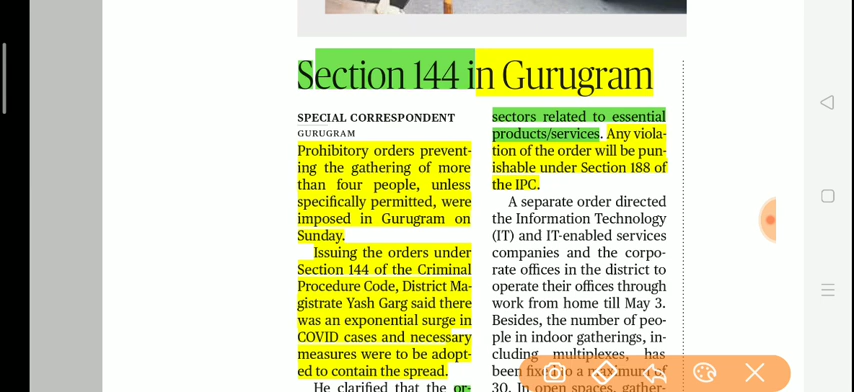 Section 144 in Gurugram
SPECIAL CORRESPONDENT
GURUGRAM
Prohibitory orders prevent-
ing the gathering of more
than four people, unless
specifically permitted, were
imposed in Gurugram on
Sunday.
Issuing the orders under
Section 144 of the Criminal
Procedure Code, District Ma-
gistrate Yash Garg said there
was an exponential surge in
COVID cases and necessary
measures were to be adopt-
ed to contain the spread.
He clarified that the or-
sectors related to essential
products/services. Any viola-
tion of the order will be pun-
ishable under Section 188 of
the IPC.
A separate order directed
the Information Technology
(IT) and IT-enabled services
companies and the corpo-
rate offices in the district to
operate their offices through
work from home till May 3.
Besides, the number of peo-
ple in indoor gatherings, in-
cluding multiplexes, has
been fixed to a maximum of
30. In open spaces, gather-